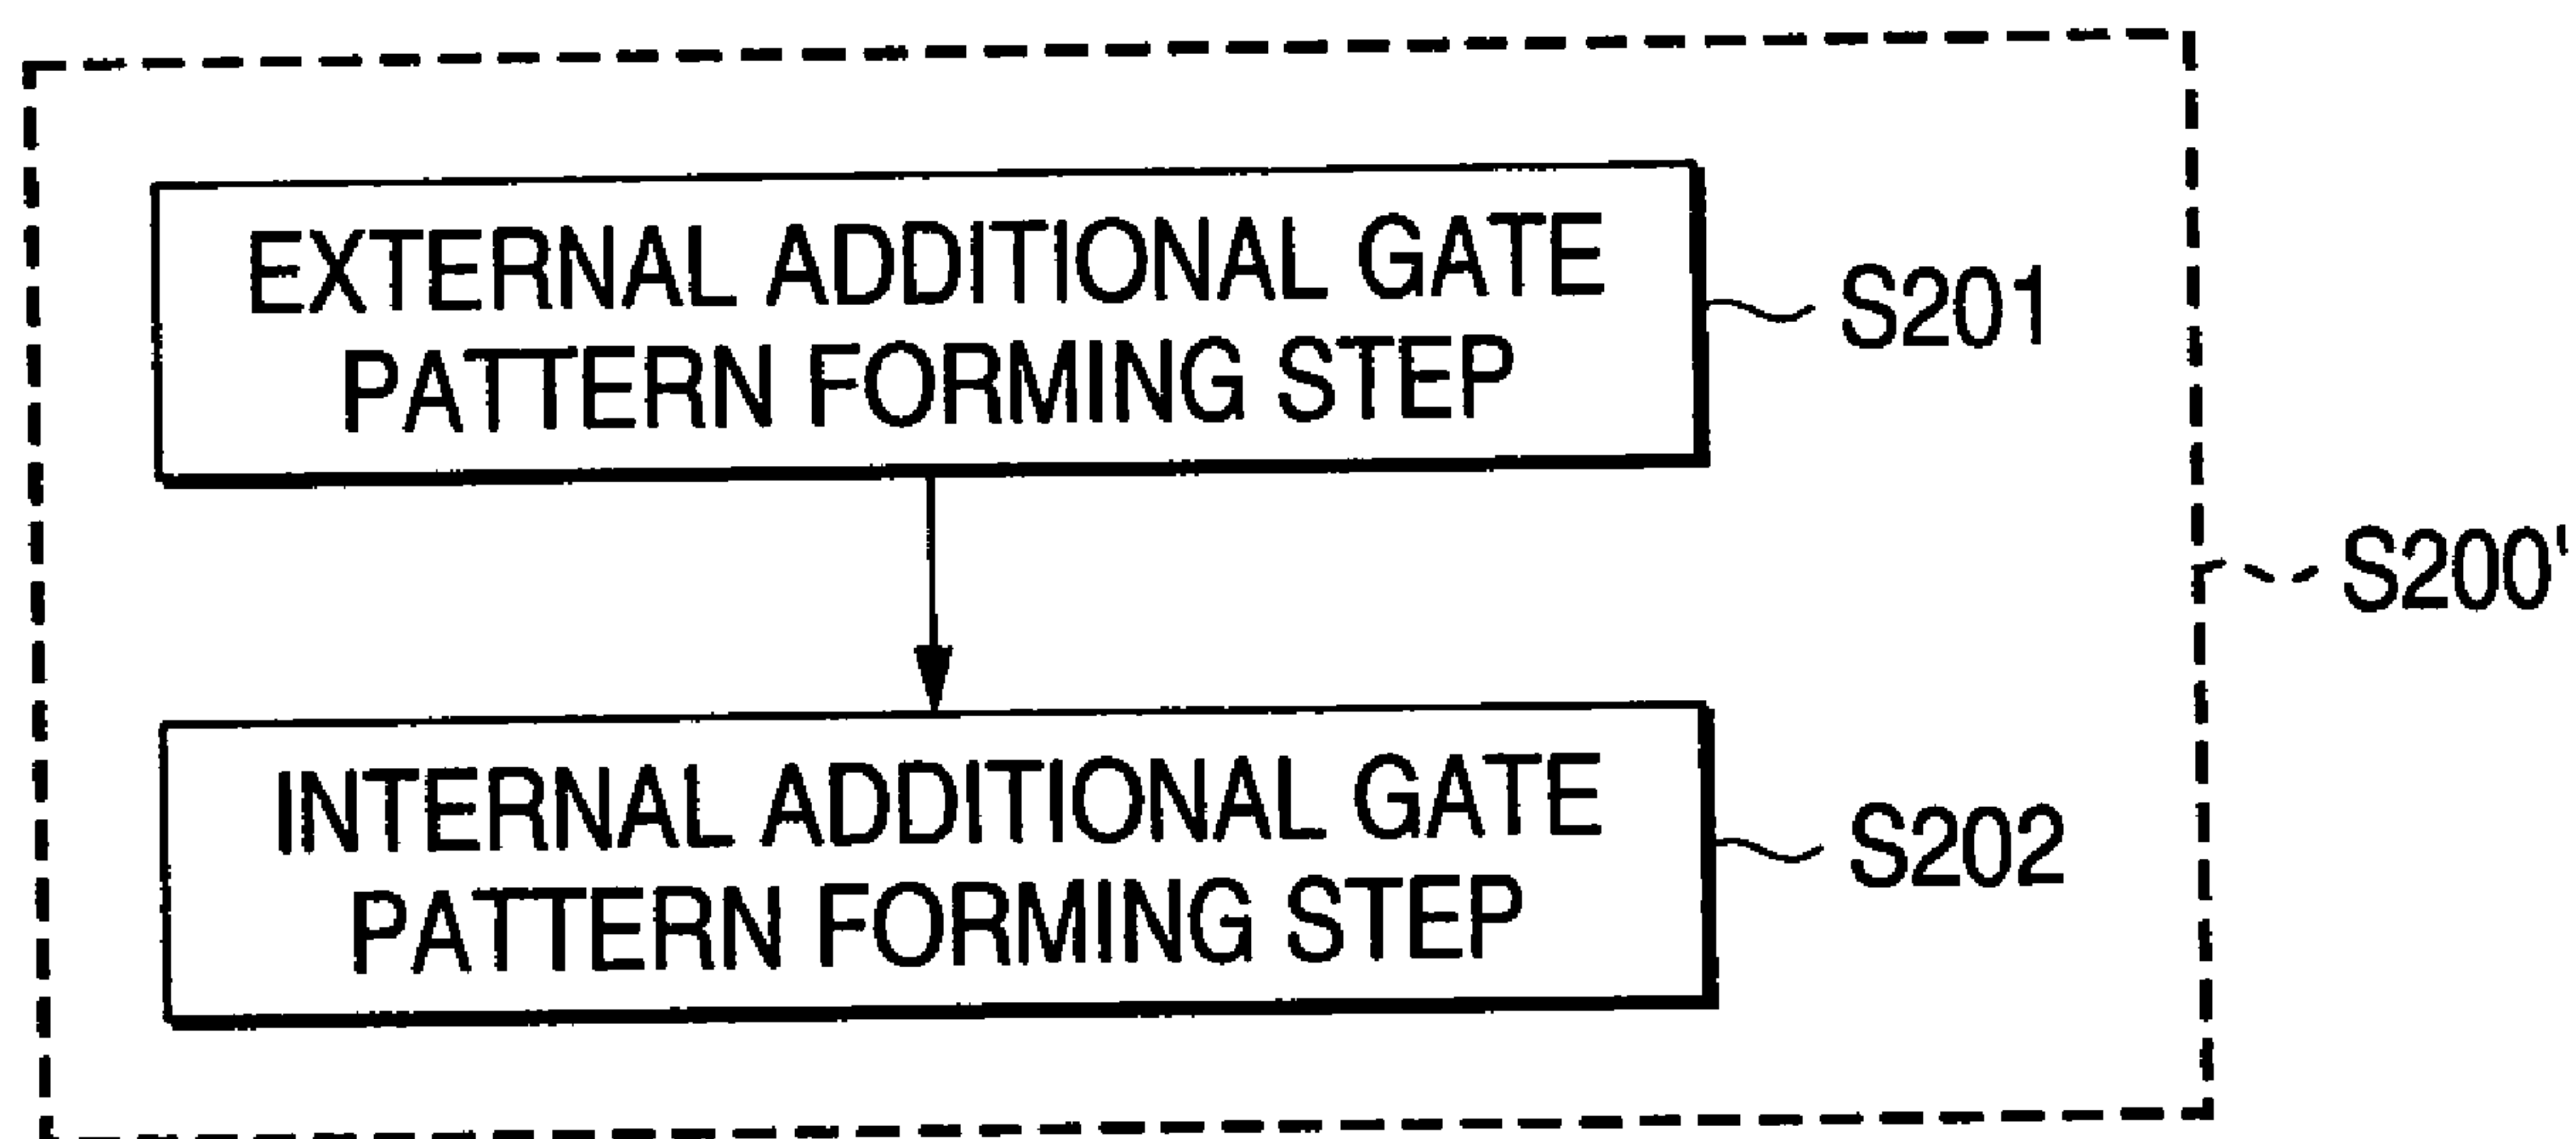 EXTERNAL ADDITIONAL GATE
PATTERN FORMING STEP
S201
S200'
INTERNAL ADDITIONAL GATE
PATTERN FORMING STEP
S202